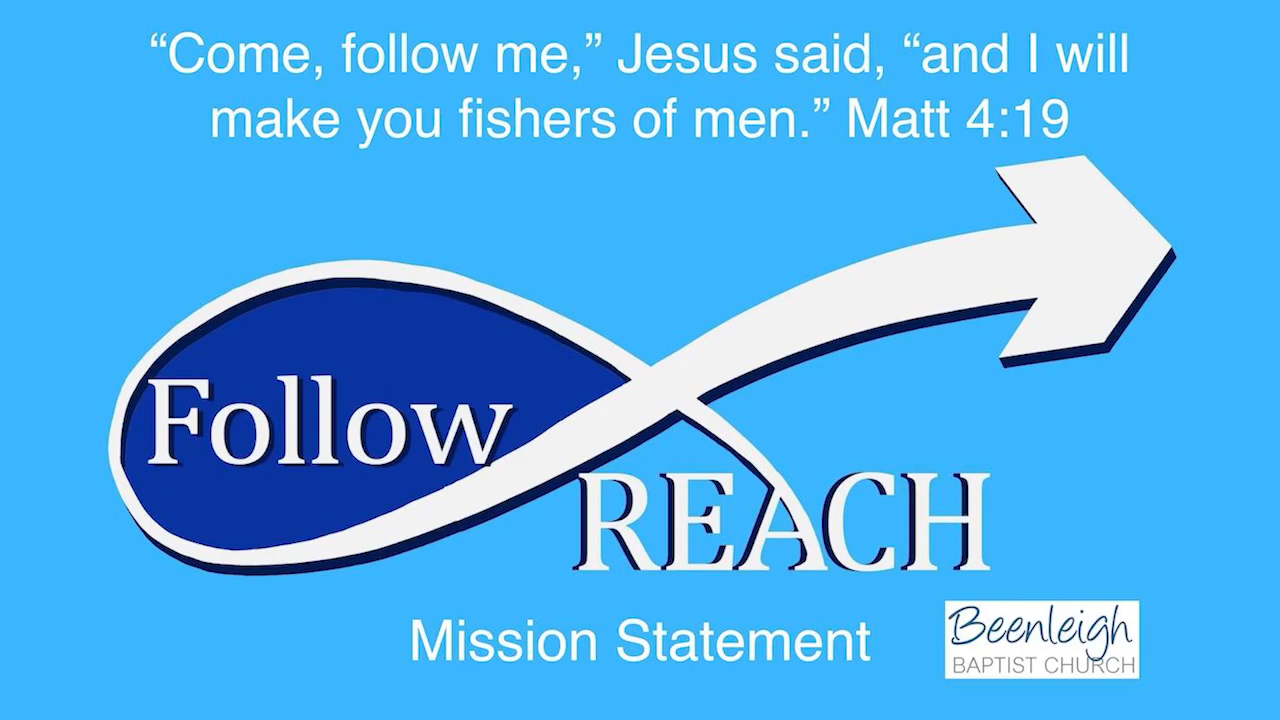 “Come, follow me,” Jesus said, “and I will
make you fishers of men.” Matt 4:19
Follow
REACH
Mission Statement
Beenleigh
BAPTIST CHURCH